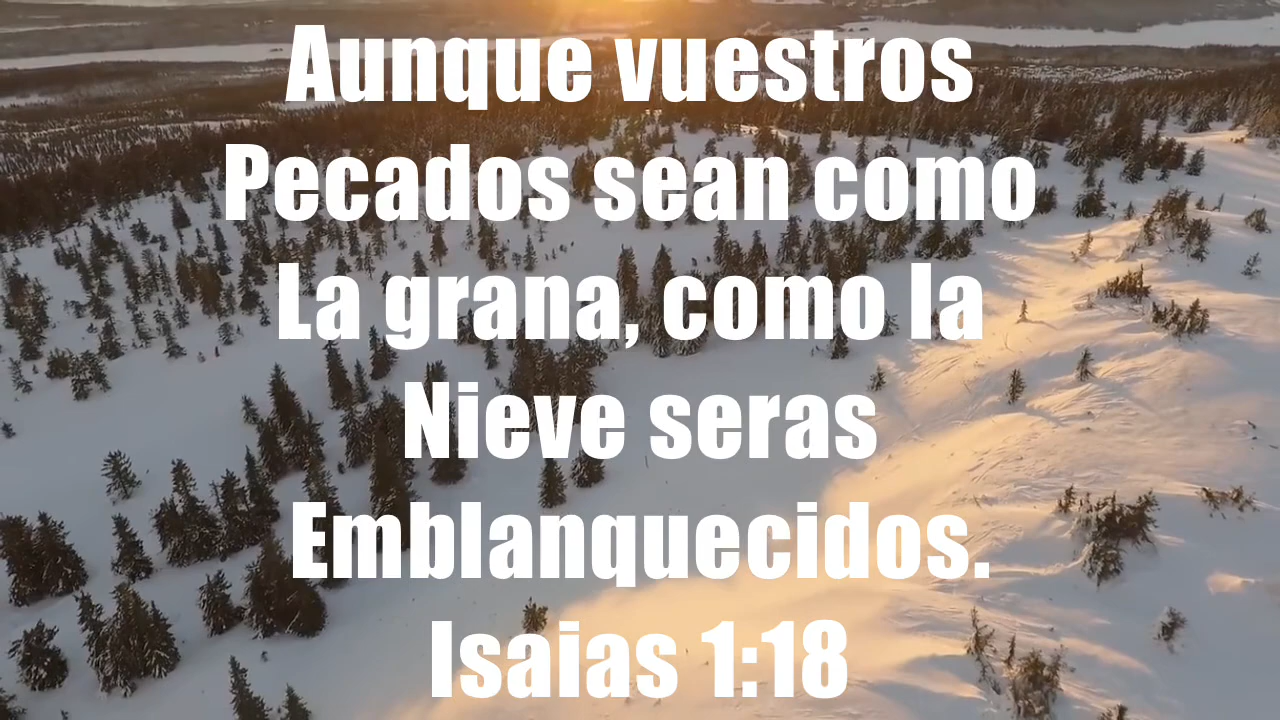 Aunque vuestros
Pecados sean como
La grana, como la
Nieve seras
Emblanquecidos.
Isaias 1:18